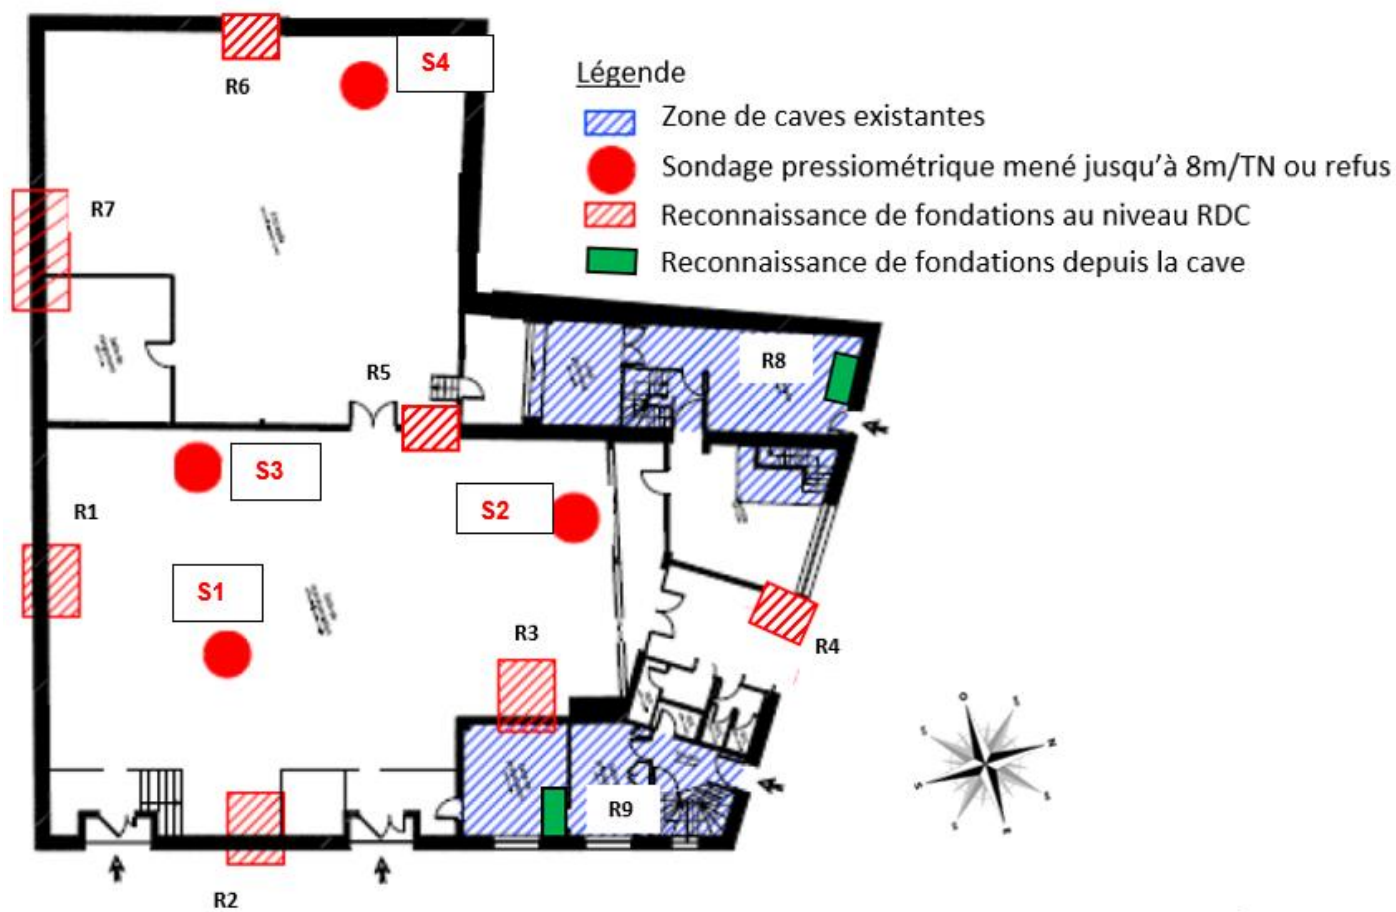 S4
R6
Légende
Zone de caves existantes
Sondage pressiométrique mené jusqu'à 8m/TN ou refus
R7
Reconnaissance de fondations au niveau RDC
Reconnaissance de fondations depuis la cave
R8
R5
S3
S2
R1
S1
R3
R4
R9
R2
O
N
S
E